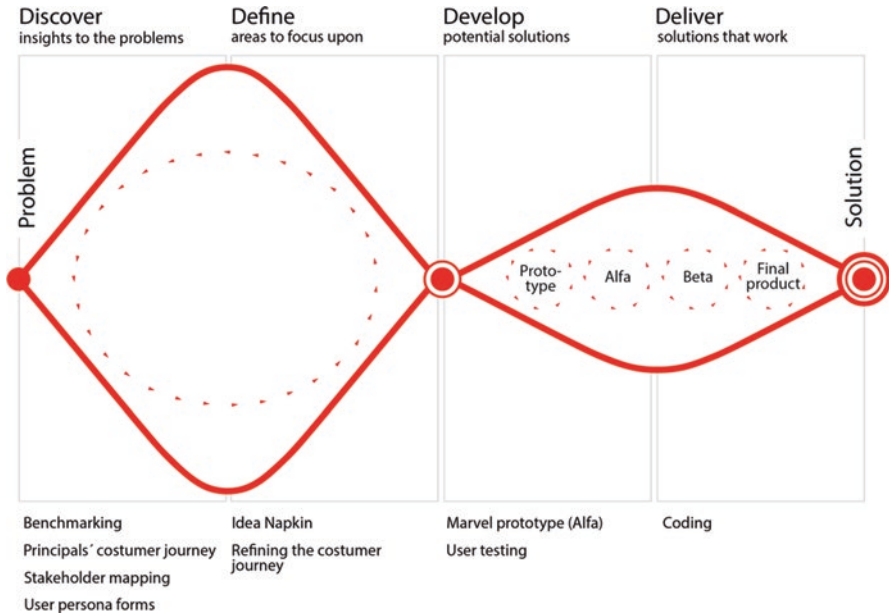 Discover
insights to the problems
Define
areas to focus upon
Develop
potential solutions
Deliver
solutions that work
Problem
Solution
Proto-
type
Alfa
Beta
Final
product
Benchmarking
Principals´ costumer journey
Stakeholder mapping
User persona forms
Idea Napkin
Refining the costumer
journey
Marvel prototype (Alfa)
User testing
Coding